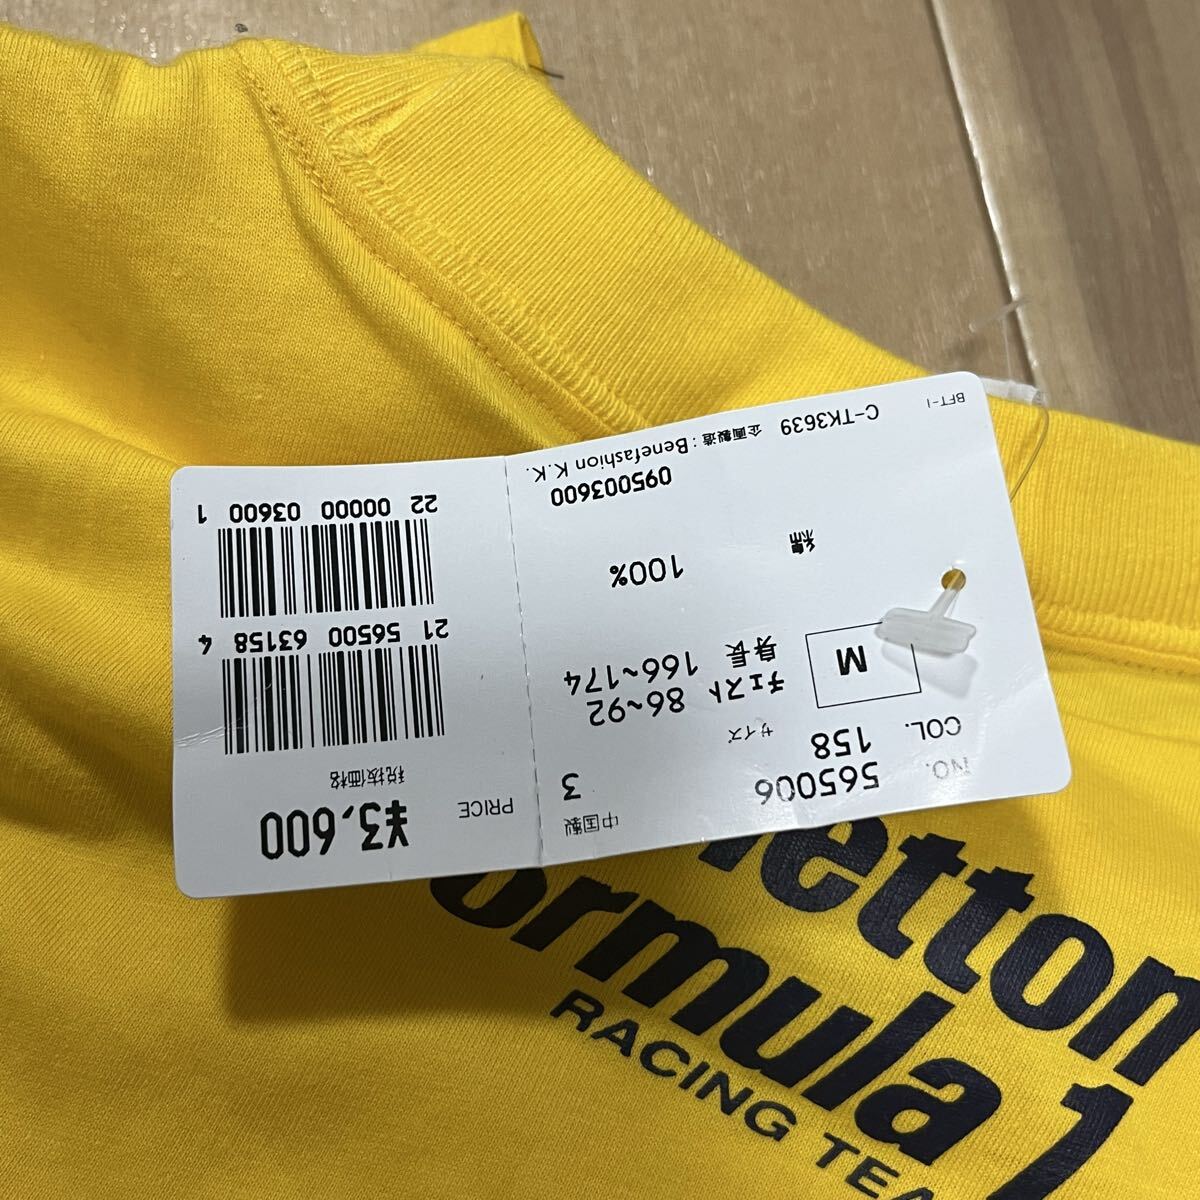 NO. 565006 3 中国製
COL. 158
サイズ
M
チェスト 86~92
身長 166~174
綿 100%
095003600
C-TK3639 企画製造：Benefashion K.K.
BFT-I
PRICE ¥3,600
税抜価格
21 56500 63158 4
22 00000 03600 1
etton
ormula 1
RACING TEA